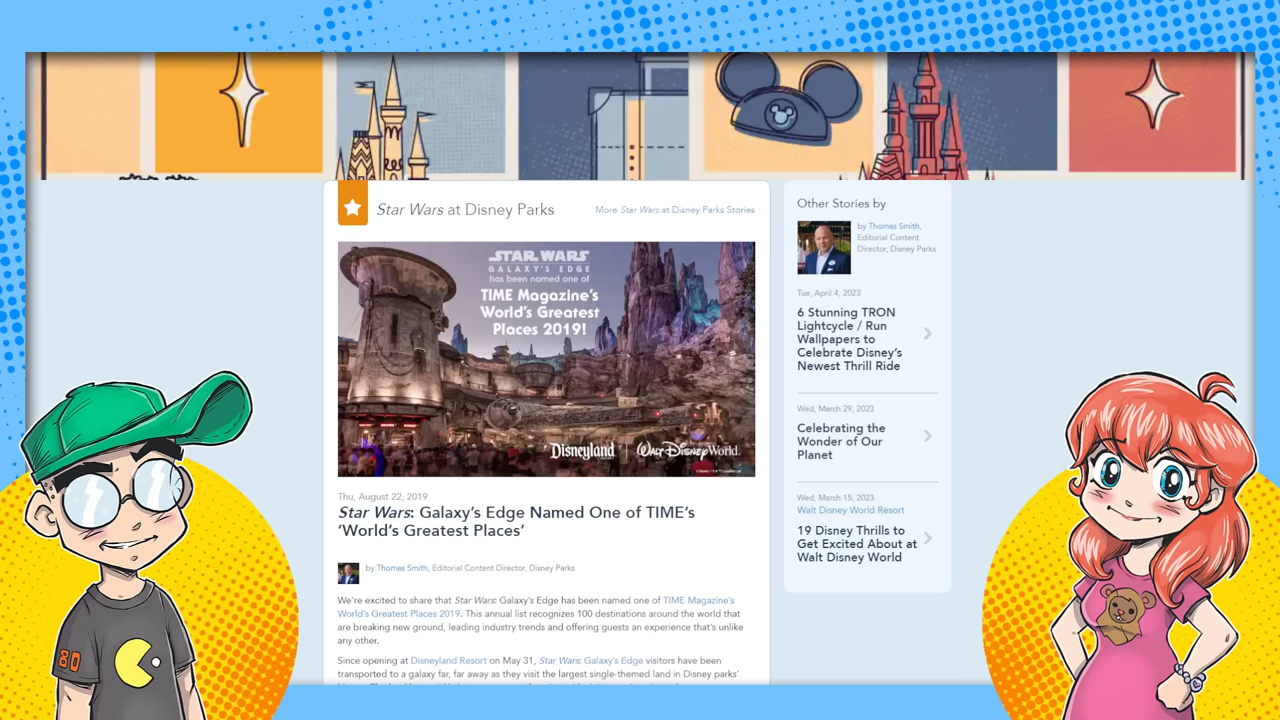 Star Wars at Disney Parks
More Star Wars at Disney Parks Stories
STAR WARS
GALAXY'S EDGE
has been named one of
TIME Magazine's
World's Greatest
Places 2019!
Disneyland
RESORT
Walt Disney World.
Thu, August 22, 2019
Star Wars: Galaxy's Edge Named One of TIME's
'World's Greatest Places'
by Thomas Smith, Editorial Content Director, Disney Parks
We're excited to share that Star Wars: Galaxy's Edge has been named one of TIME Magazine's
World's Greatest Places 2019. This annual list recognizes 100 destinations around the world that
are breaking new ground, leading industry trends and offering guests an experience that's unlike
any other.
Since opening at Disneyland Resort on May 31, Star Wars: Galaxy's Edge visitors have been
transported to a galaxy far, far away as they visit the largest single-themed land in Disney parks'
Other Stories by
by Thomas Smith,
Editorial Content
Director, Disney Parks
Tue, April 4, 2023
6 Stunning TRON
Lightcycle / Run
Wallpapers to
Celebrate Disney's
Newest Thrill Ride
Wed, March 29, 2023
Celebrating the
Wonder of Our
Planet
Wed, March 15, 2023
Walt Disney World Resort
19 Disney Thrills to
Get Excited About at
Walt Disney World
80